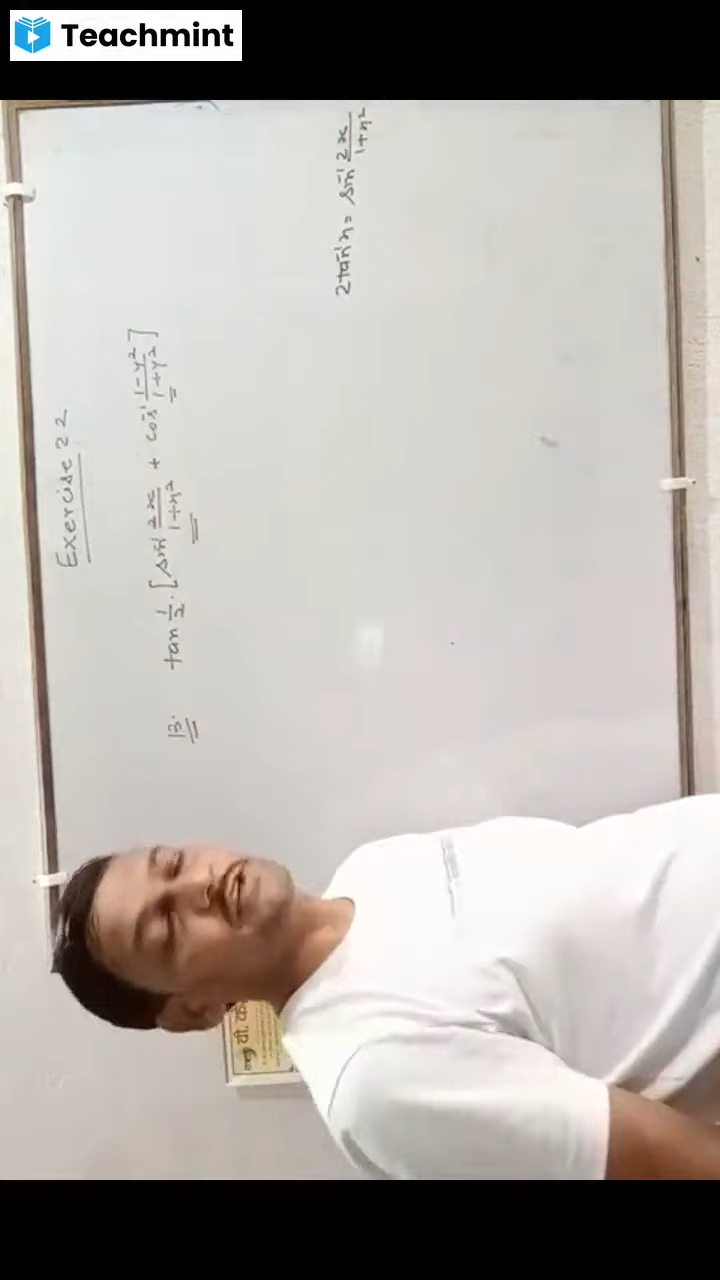 Teachmint
Exercise 2.2
13. tan 1/2 · [sin⁻¹ 2x/1+x² + cos⁻¹ 1-y²/1+y²]
2tan⁻¹x = sin⁻¹ 2x/1+x²